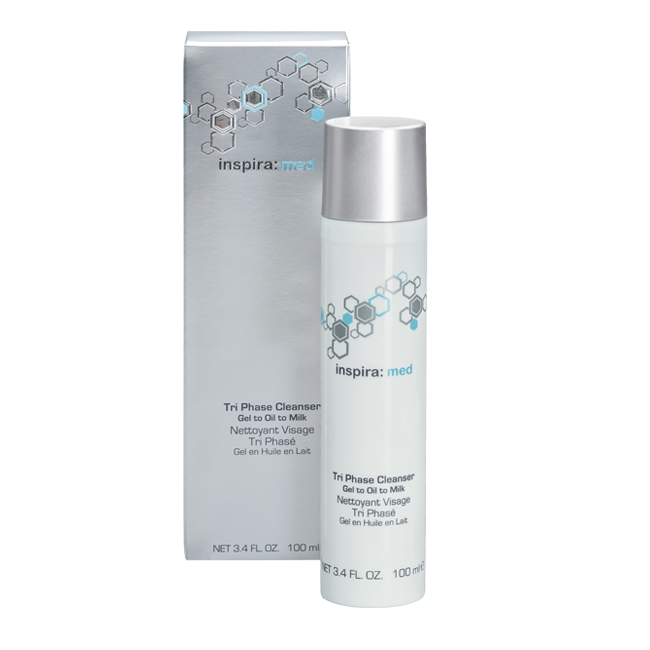 inspira: med
Tri Phase Cleanser
Gel to Oil to Milk
Nettoyant Visage
Tri Phasé
Gel en Huile en Lait
NET 3.4 FL. OZ. 100 ml
inspira: med
Tri Phase Cleanser
Gel to Oil to Milk
Nettoyant Visage
Tri Phasé
Gel en Huile en Lait
NET 3.4 FL. OZ. 100 ml ℮